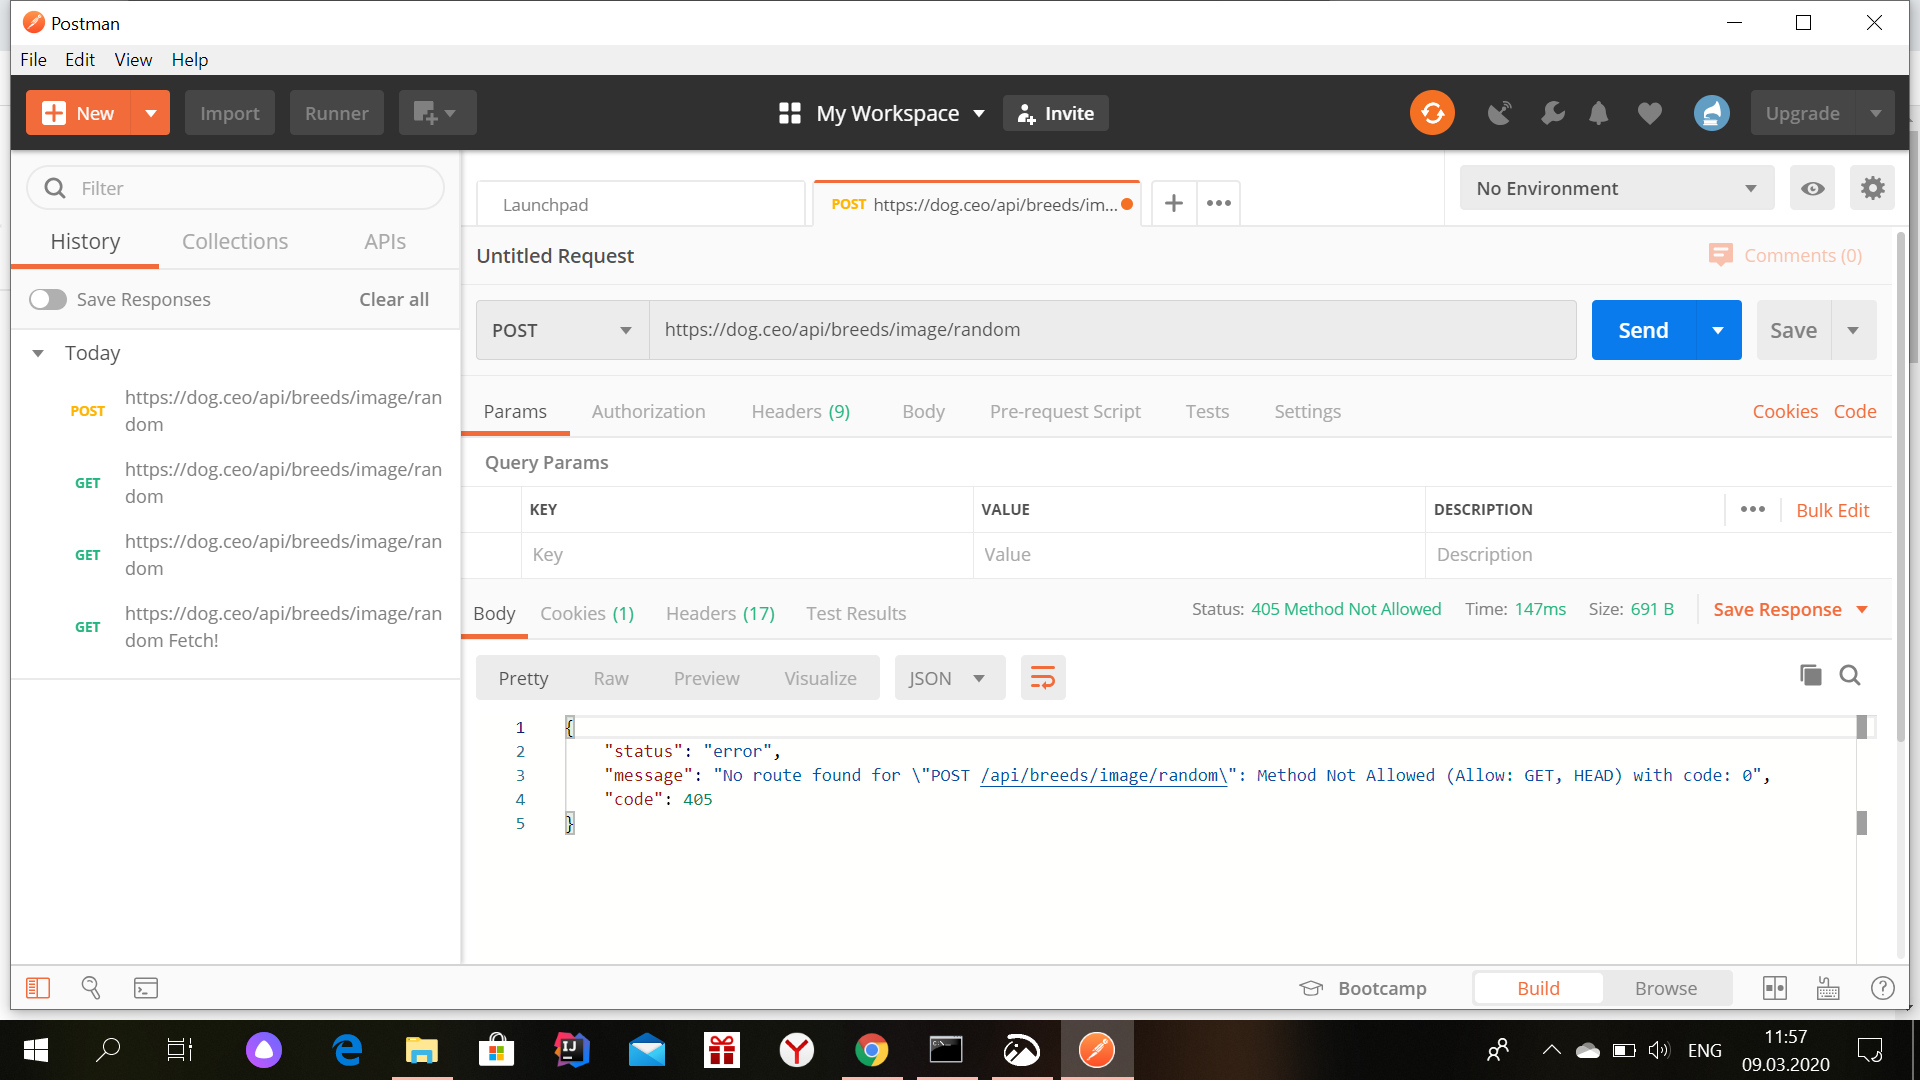 Postman
File Edit View Help
New Import Runner My Workspace Invite Upgrade
Filter
History Collections APIs
Save Responses Clear all
Today
POST https://dog.ceo/api/breeds/image/ran
dom
GET https://dog.ceo/api/breeds/image/ran
dom
GET https://dog.ceo/api/breeds/image/ran
dom
GET https://dog.ceo/api/breeds/image/ran
dom Fetch!
Launchpad POST https://dog.ceo/api/breeds/im... No Environment
Untitled Request Comments (0)
POST https://dog.ceo/api/breeds/image/random Send Save
Params Authorization Headers (9) Body Pre-request Script Tests Settings Cookies Code
Query Params
KEY VALUE DESCRIPTION Bulk Edit
Key Value Description
Body Cookies (1) Headers (17) Test Results Status: 405 Method Not Allowed Time: 147ms Size: 691 B Save Response
Pretty Raw Preview Visualize JSON
1 {
2 "status": "error",
3 "message": "No route found for \"POST /api/breeds/image/random\": Method Not Allowed (Allow: GET, HEAD) with code: 0",
4 "code": 405
5 }
Bootcamp Build Browse
ENG 11:57
09.03.2020